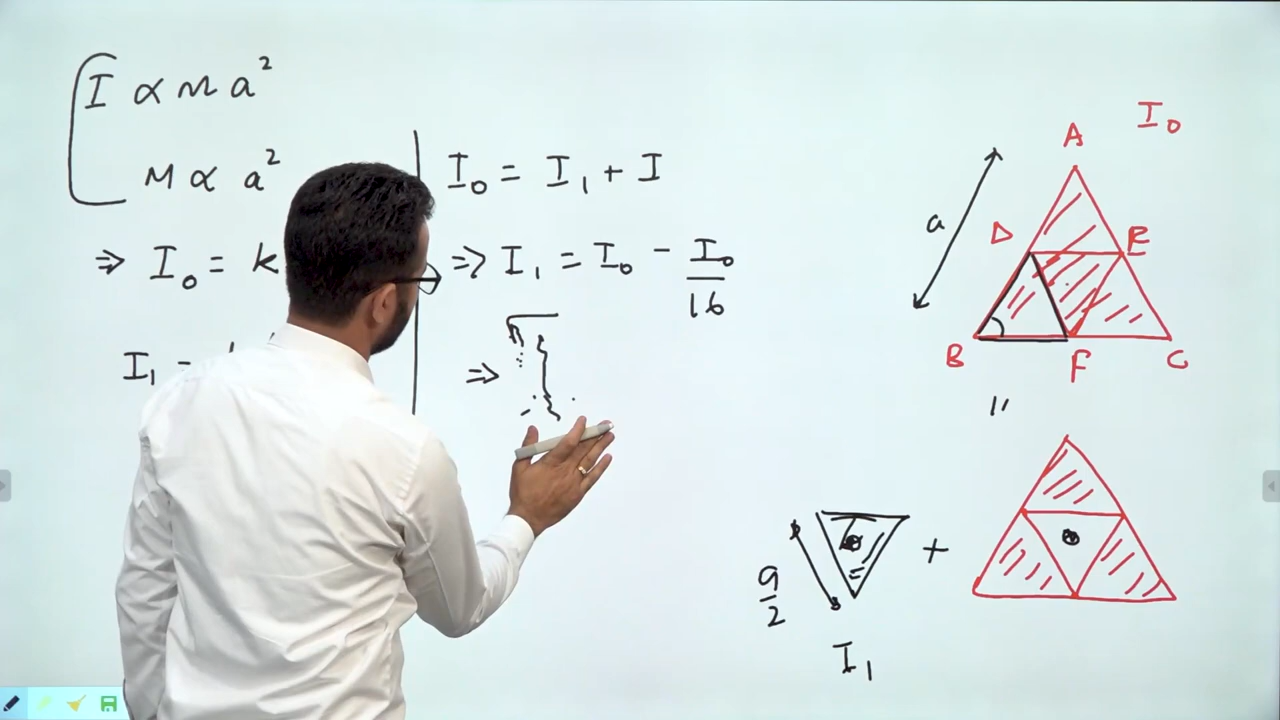 I ∝ M a²
M ∝ a²
⇒ I₀ = k
I₁ =
I₀ = I₁ + I
⇒ I₁ = I₀ - I₀/16
⇒
I₀
A
a
D E
B F C
"
a/2
+
I₁